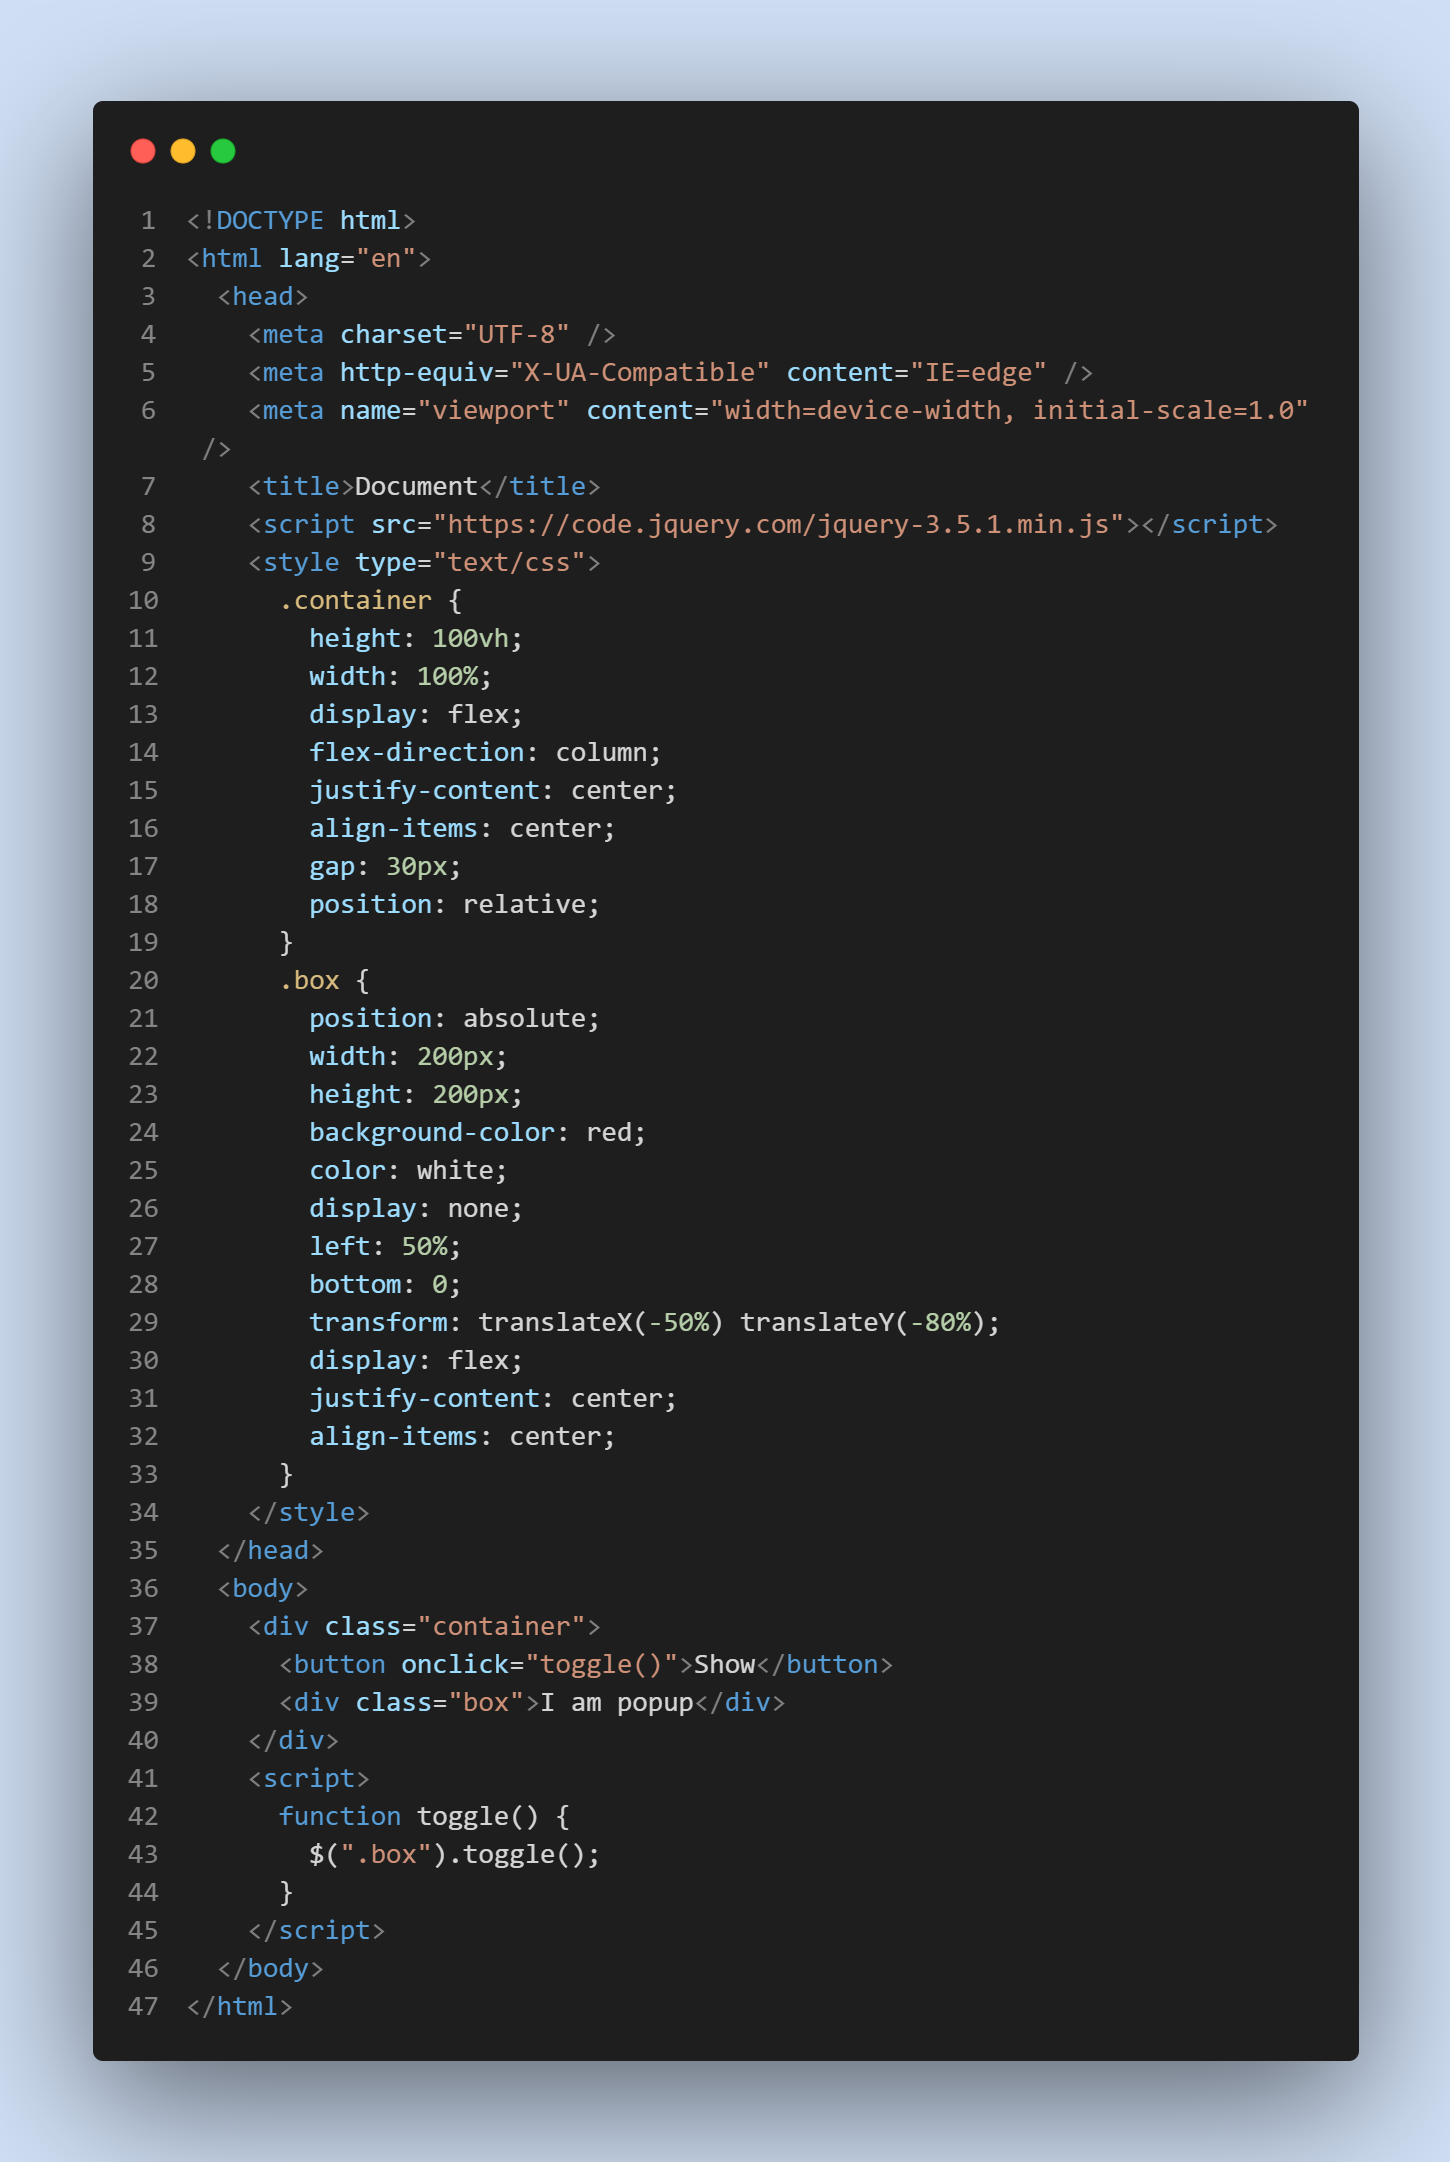 1 <!DOCTYPE html>
2 <html lang="en">
3   <head>
4     <meta charset="UTF-8" />
5     <meta http-equiv="X-UA-Compatible" content="IE=edge" />
6     <meta name="viewport" content="width=device-width, initial-scale=1.0"
 />
7     <title>Document</title>
8     <script src="https://code.jquery.com/jquery-3.5.1.min.js"></script>
9     <style type="text/css">
10       .container {
11         height: 100vh;
12         width: 100%;
13         display: flex;
14         flex-direction: column;
15         justify-content: center;
16         align-items: center;
17         gap: 30px;
18         position: relative;
19       }
20       .box {
21         position: absolute;
22         width: 200px;
23         height: 200px;
24         background-color: red;
25         color: white;
26         display: none;
27         left: 50%;
28         bottom: 0;
29         transform: translateX(-50%) translateY(-80%);
30         display: flex;
31         justify-content: center;
32         align-items: center;
33       }
34     </style>
35   </head>
36   <body>
37     <div class="container">
38       <button onclick="toggle()">Show</button>
39       <div class="box">I am popup</div>
40     </div>
41     <script>
42       function toggle() {
43         $(".box").toggle();
44       }
45     </script>
46   </body>
47 </html>